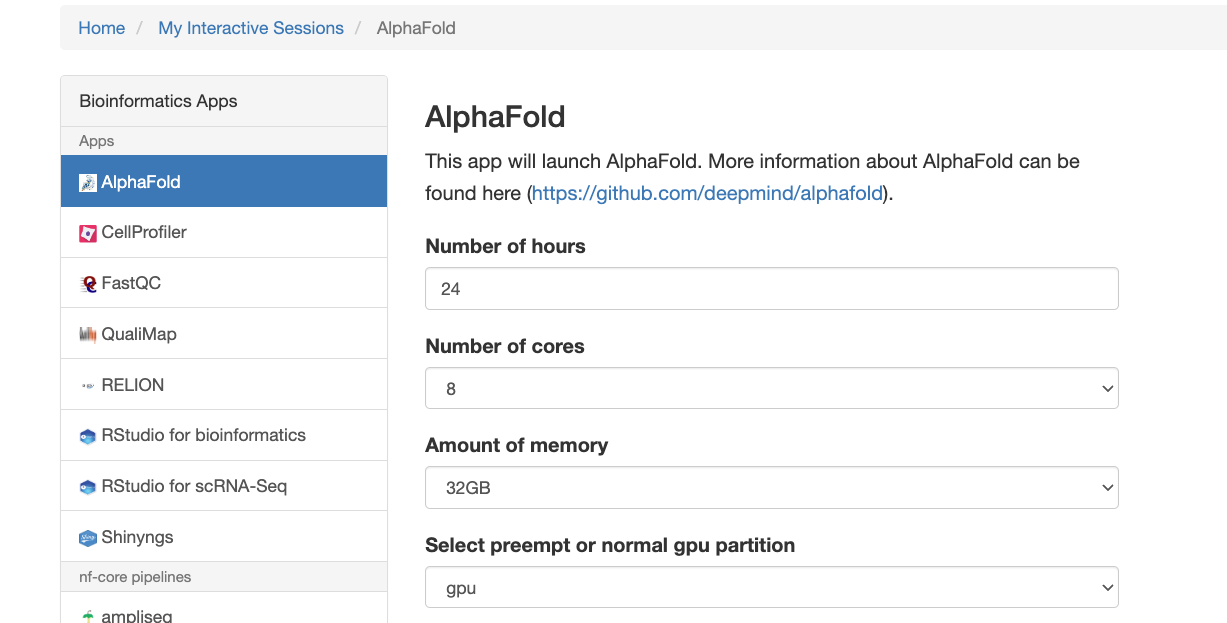 Home / My Interactive Sessions / AlphaFold
Bioinformatics Apps
Apps
AlphaFold
CellProfiler
FastQC
QualiMap
RELION
RStudio for bioinformatics
RStudio for scRNA-Seq
Shinyngs
nf-core pipelines
ampliseq
AlphaFold
This app will launch AlphaFold. More information about AlphaFold can be
found here (https://github.com/deepmind/alphafold).
Number of hours
24
Number of cores
8
Amount of memory
32GB
Select preempt or normal gpu partition
gpu